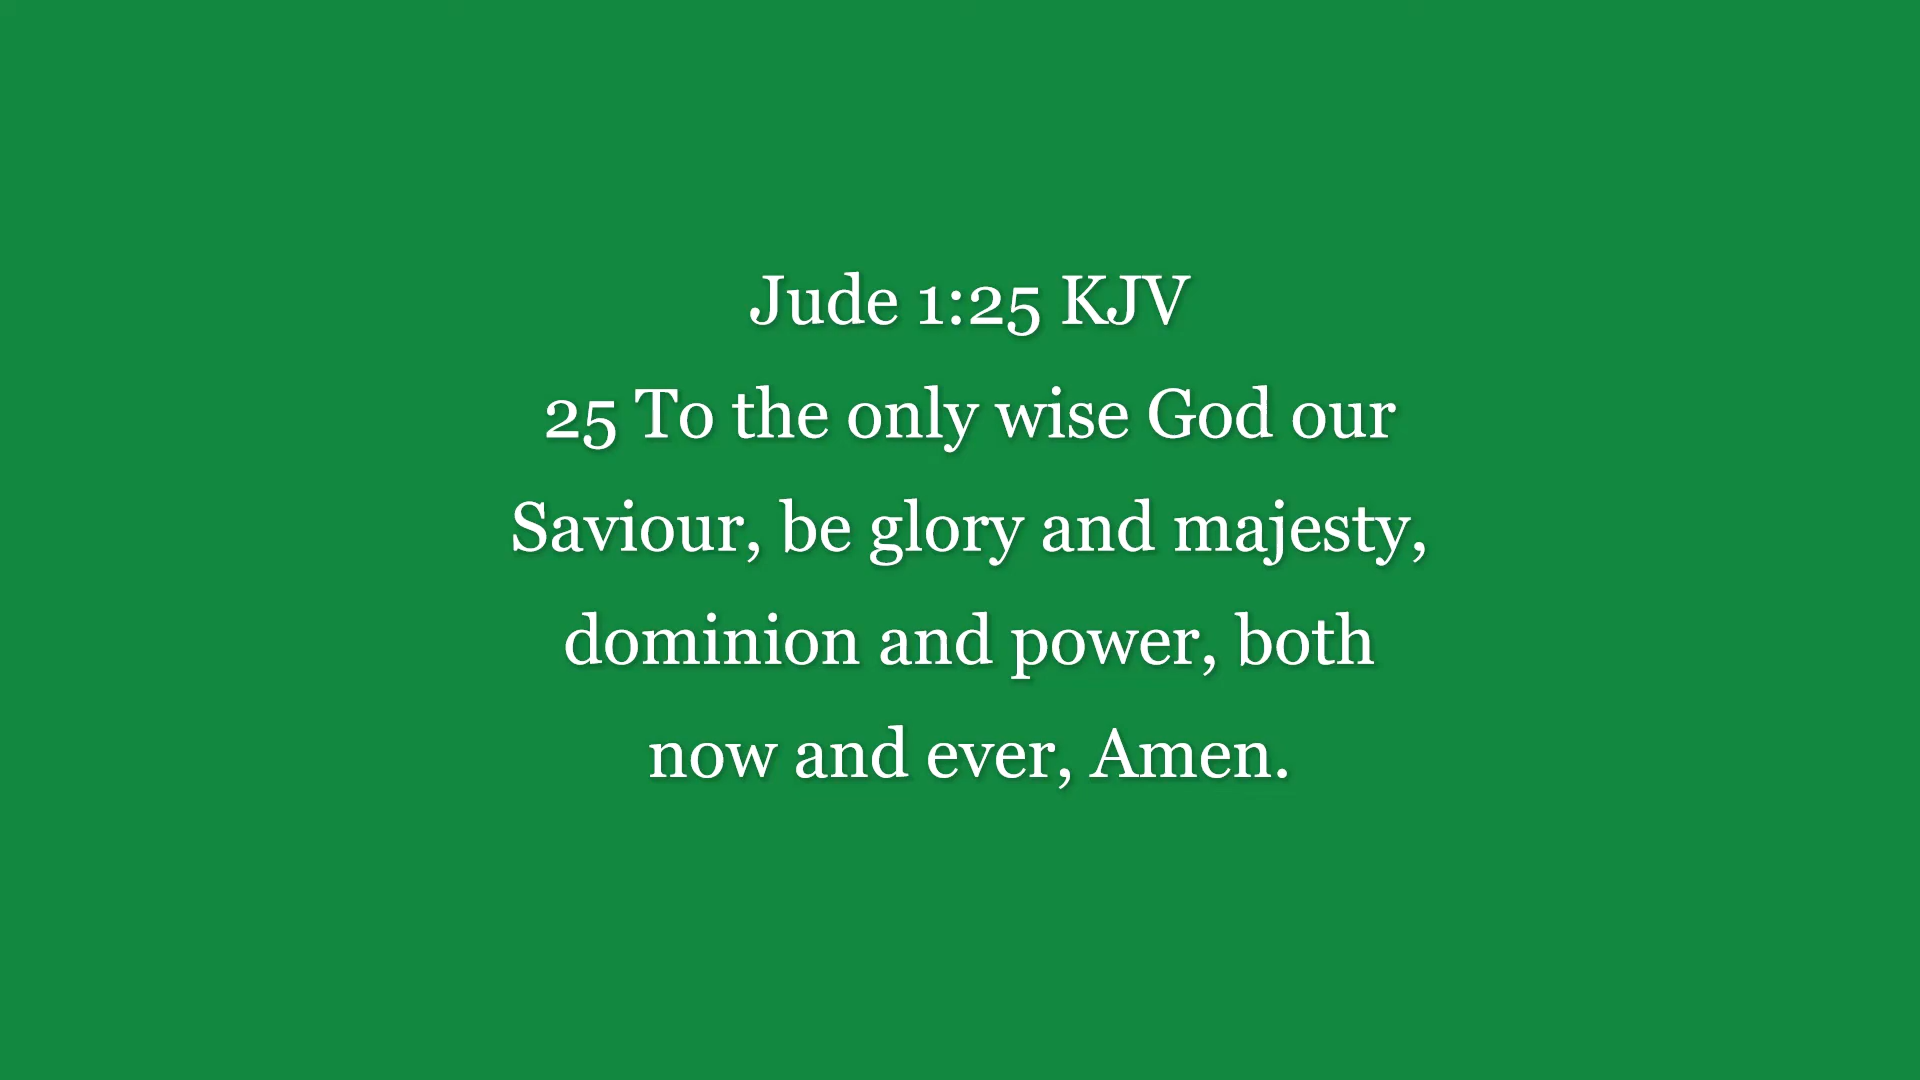 Jude 1:25 KJV
25 To the only wise God our
Saviour, be glory and majesty,
dominion and power, both
now and ever, Amen.